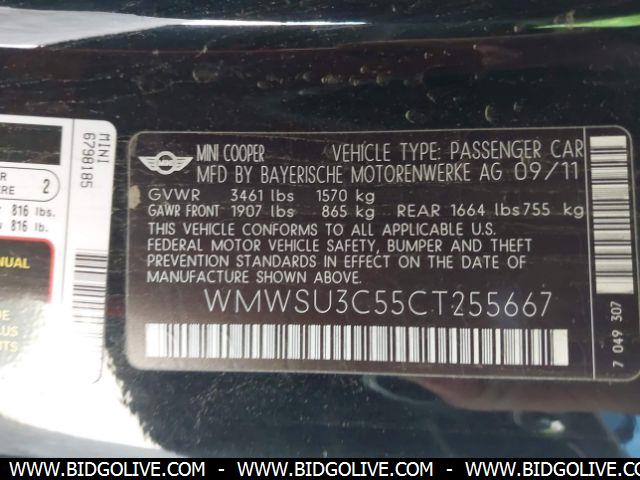 MINI
6798185
2
816 lbs.
816 lb.
MINI COOPER VEHICLE TYPE: PASSENGER CAR
MFD BY BAYERISCHE MOTORENWERKE AG 09/11
GVWR 3461 lbs 1570 kg
GAWR FRONT 1907 lbs 865 kg REAR 1664 lbs 755 kg
THIS VEHICLE CONFORMS TO ALL APPLICABLE U.S.
FEDERAL MOTOR VEHICLE SAFETY, BUMPER AND THEFT
PREVENTION STANDARDS IN EFFECT ON THE DATE OF
MANUFACTURE SHOWN ABOVE.
WMWSU3C55CT255667
7 049 307
WWW.BIDGOLIVE.COM - WWW.BIDGOLIVE.COM - WWW.BIDGOLIVE.COM